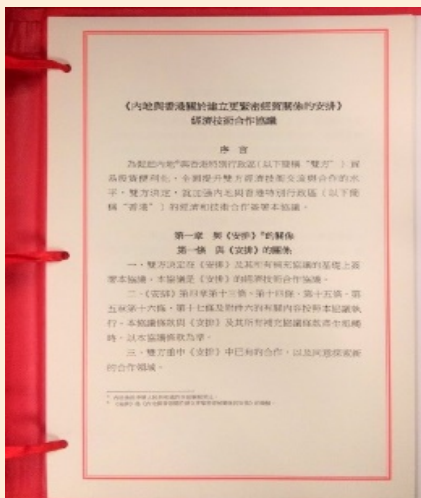 《內地與香港關於建立更緊密經貿關係的安排》
經濟技術合作協議
序 言
為促進內地¹與香港特別行政區(以下簡稱“雙方”)貿
易投資便利化,全面提升雙方經濟技術交流與合作的水
平,雙方決定,就加強內地與香港特別行政區(以下簡
稱“香港”)的經濟和技術合作簽署本協議。
第一章 與《安排》²的關係
第一條 與《安排》的關係
一、雙方決定在《安排》及其所有補充協議的基礎上簽
署本協議。本協議是《安排》的經濟技術合作協議。
二、《安排》第四章第十三條、第十四條、第十五條、第
五章第十六條、第十七條及附件六的有關內容按照本協議執
行。本協議條款與《安排》及其所有補充協議條款產生抵觸
時,以本協議條款為準。
三、雙方重申《安排》中已有的合作,以及同意探索新
的合作領域。